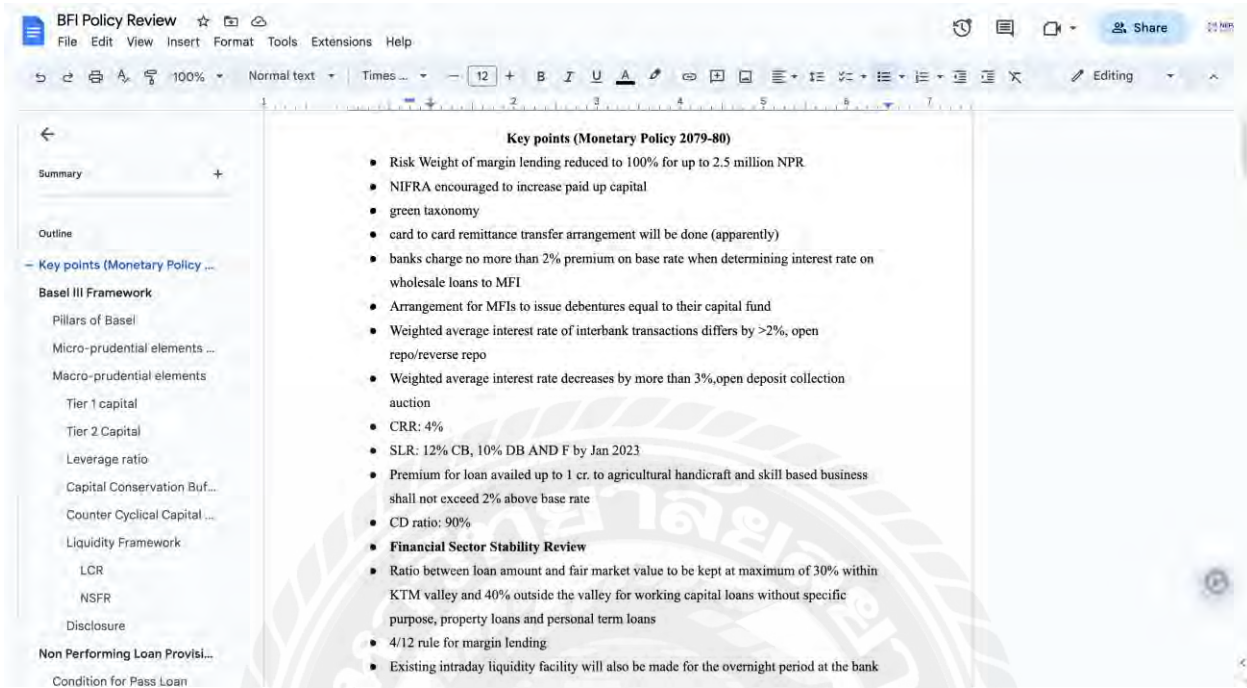 BFI Policy Review
File Edit View Insert Format Tools Extensions Help
Share
100% Normal text Times ... 12 B I U A Editing
1 2 3 4 5 6 7
Summary
Outline
Key points (Monetary Policy ...
Basel III Framework
Pillars of Basel
Micro-prudential elements ...
Macro-prudential elements
Tier 1 capital
Tier 2 Capital
Leverage ratio
Capital Conservation Buf...
Counter Cyclical Capital ...
Liquidity Framework
LCR
NSFR
Disclosure
Non Performing Loan Provisi...
Condition for Pass Loan
Key points (Monetary Policy 2079-80)
Risk Weight of margin lending reduced to 100% for up to 2.5 million NPR
NIFRA encouraged to increase paid up capital
green taxonomy
card to card remittance transfer arrangement will be done (apparently)
banks charge no more than 2% premium on base rate when determining interest rate on
wholesale loans to MFI
Arrangement for MFIs to issue debentures equal to their capital fund
Weighted average interest rate of interbank transactions differs by >2%, open
repo/reverse repo
Weighted average interest rate decreases by more than 3%,open deposit collection
auction
CRR: 4%
SLR: 12% CB, 10% DB AND F by Jan 2023
Premium for loan availed up to 1 cr. to agricultural handicraft and skill based business
shall not exceed 2% above base rate
CD ratio: 90%
Financial Sector Stability Review
Ratio between loan amount and fair market value to be kept at maximum of 30% within
KTM valley and 40% outside the valley for working capital loans without specific
purpose, property loans and personal term loans
4/12 rule for margin lending
Existing intraday liquidity facility will also be made for the overnight period at the bank